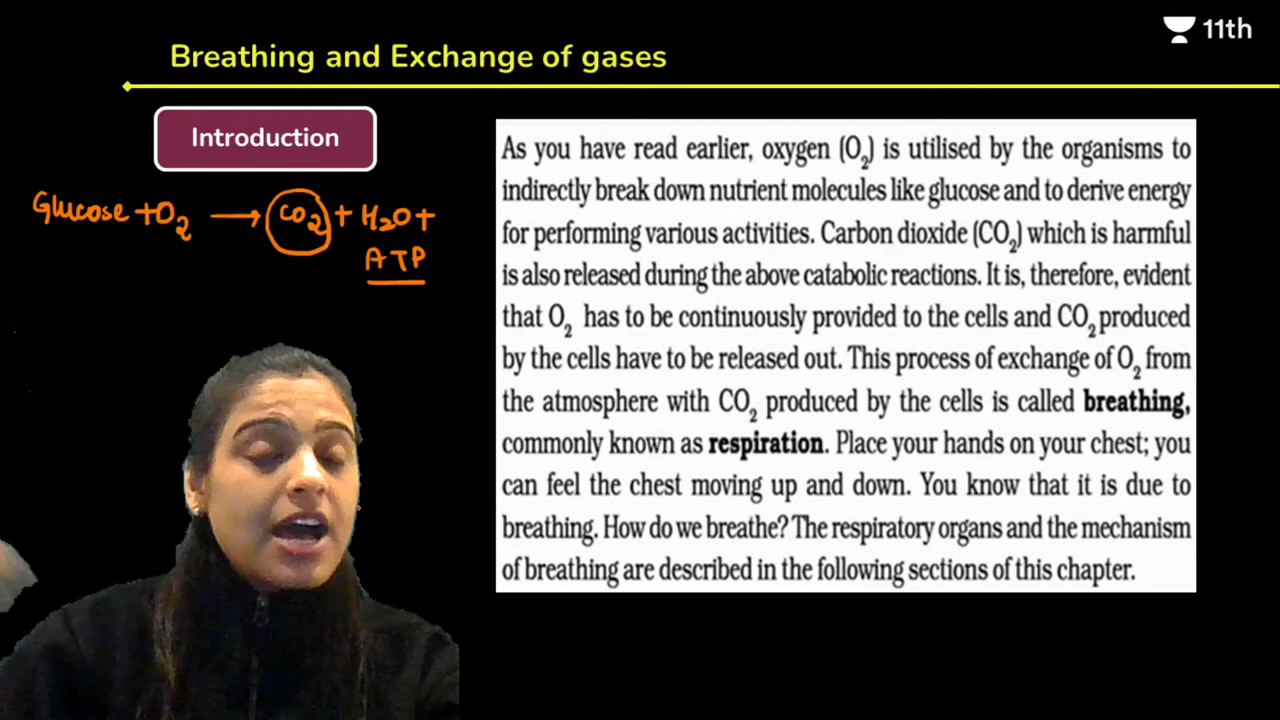 11th
Breathing and Exchange of gases
Introduction
Glucose + O₂ → CO₂ + H₂O +
ATP
As you have read earlier, oxygen (O₂) is utilised by the organisms to
indirectly break down nutrient molecules like glucose and to derive energy
for performing various activities. Carbon dioxide (CO₂) which is harmful
is also released during the above catabolic reactions. It is, therefore, evident
that O₂ has to be continuously provided to the cells and CO₂ produced
by the cells have to be released out. This process of exchange of O₂ from
the atmosphere with CO₂ produced by the cells is called breathing,
commonly known as respiration. Place your hands on your chest; you
can feel the chest moving up and down. You know that it is due to
breathing. How do we breathe? The respiratory organs and the mechanism
of breathing are described in the following sections of this chapter.